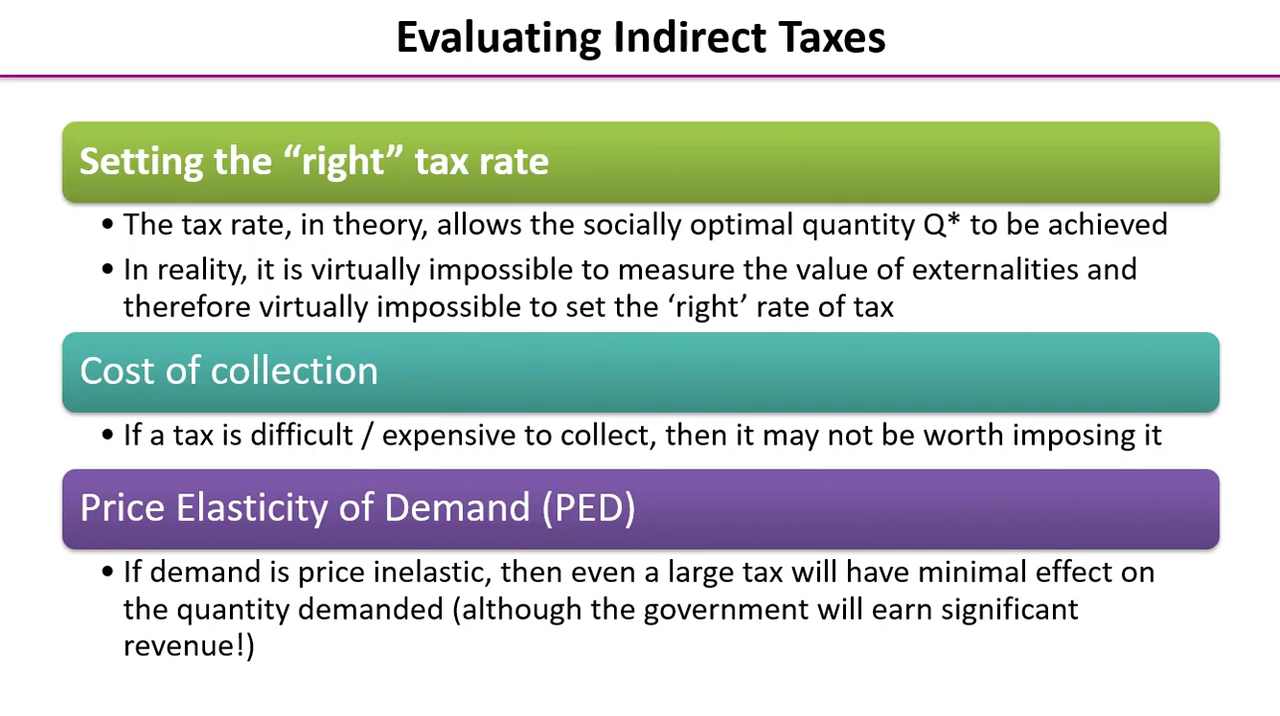 Evaluating Indirect Taxes
Setting the “right” tax rate
• The tax rate, in theory, allows the socially optimal quantity Q* to be achieved
• In reality, it is virtually impossible to measure the value of externalities and
therefore virtually impossible to set the ‘right’ rate of tax
Cost of collection
• If a tax is difficult / expensive to collect, then it may not be worth imposing it
Price Elasticity of Demand (PED)
• If demand is price inelastic, then even a large tax will have minimal effect on
the quantity demanded (although the government will earn significant
revenue!)